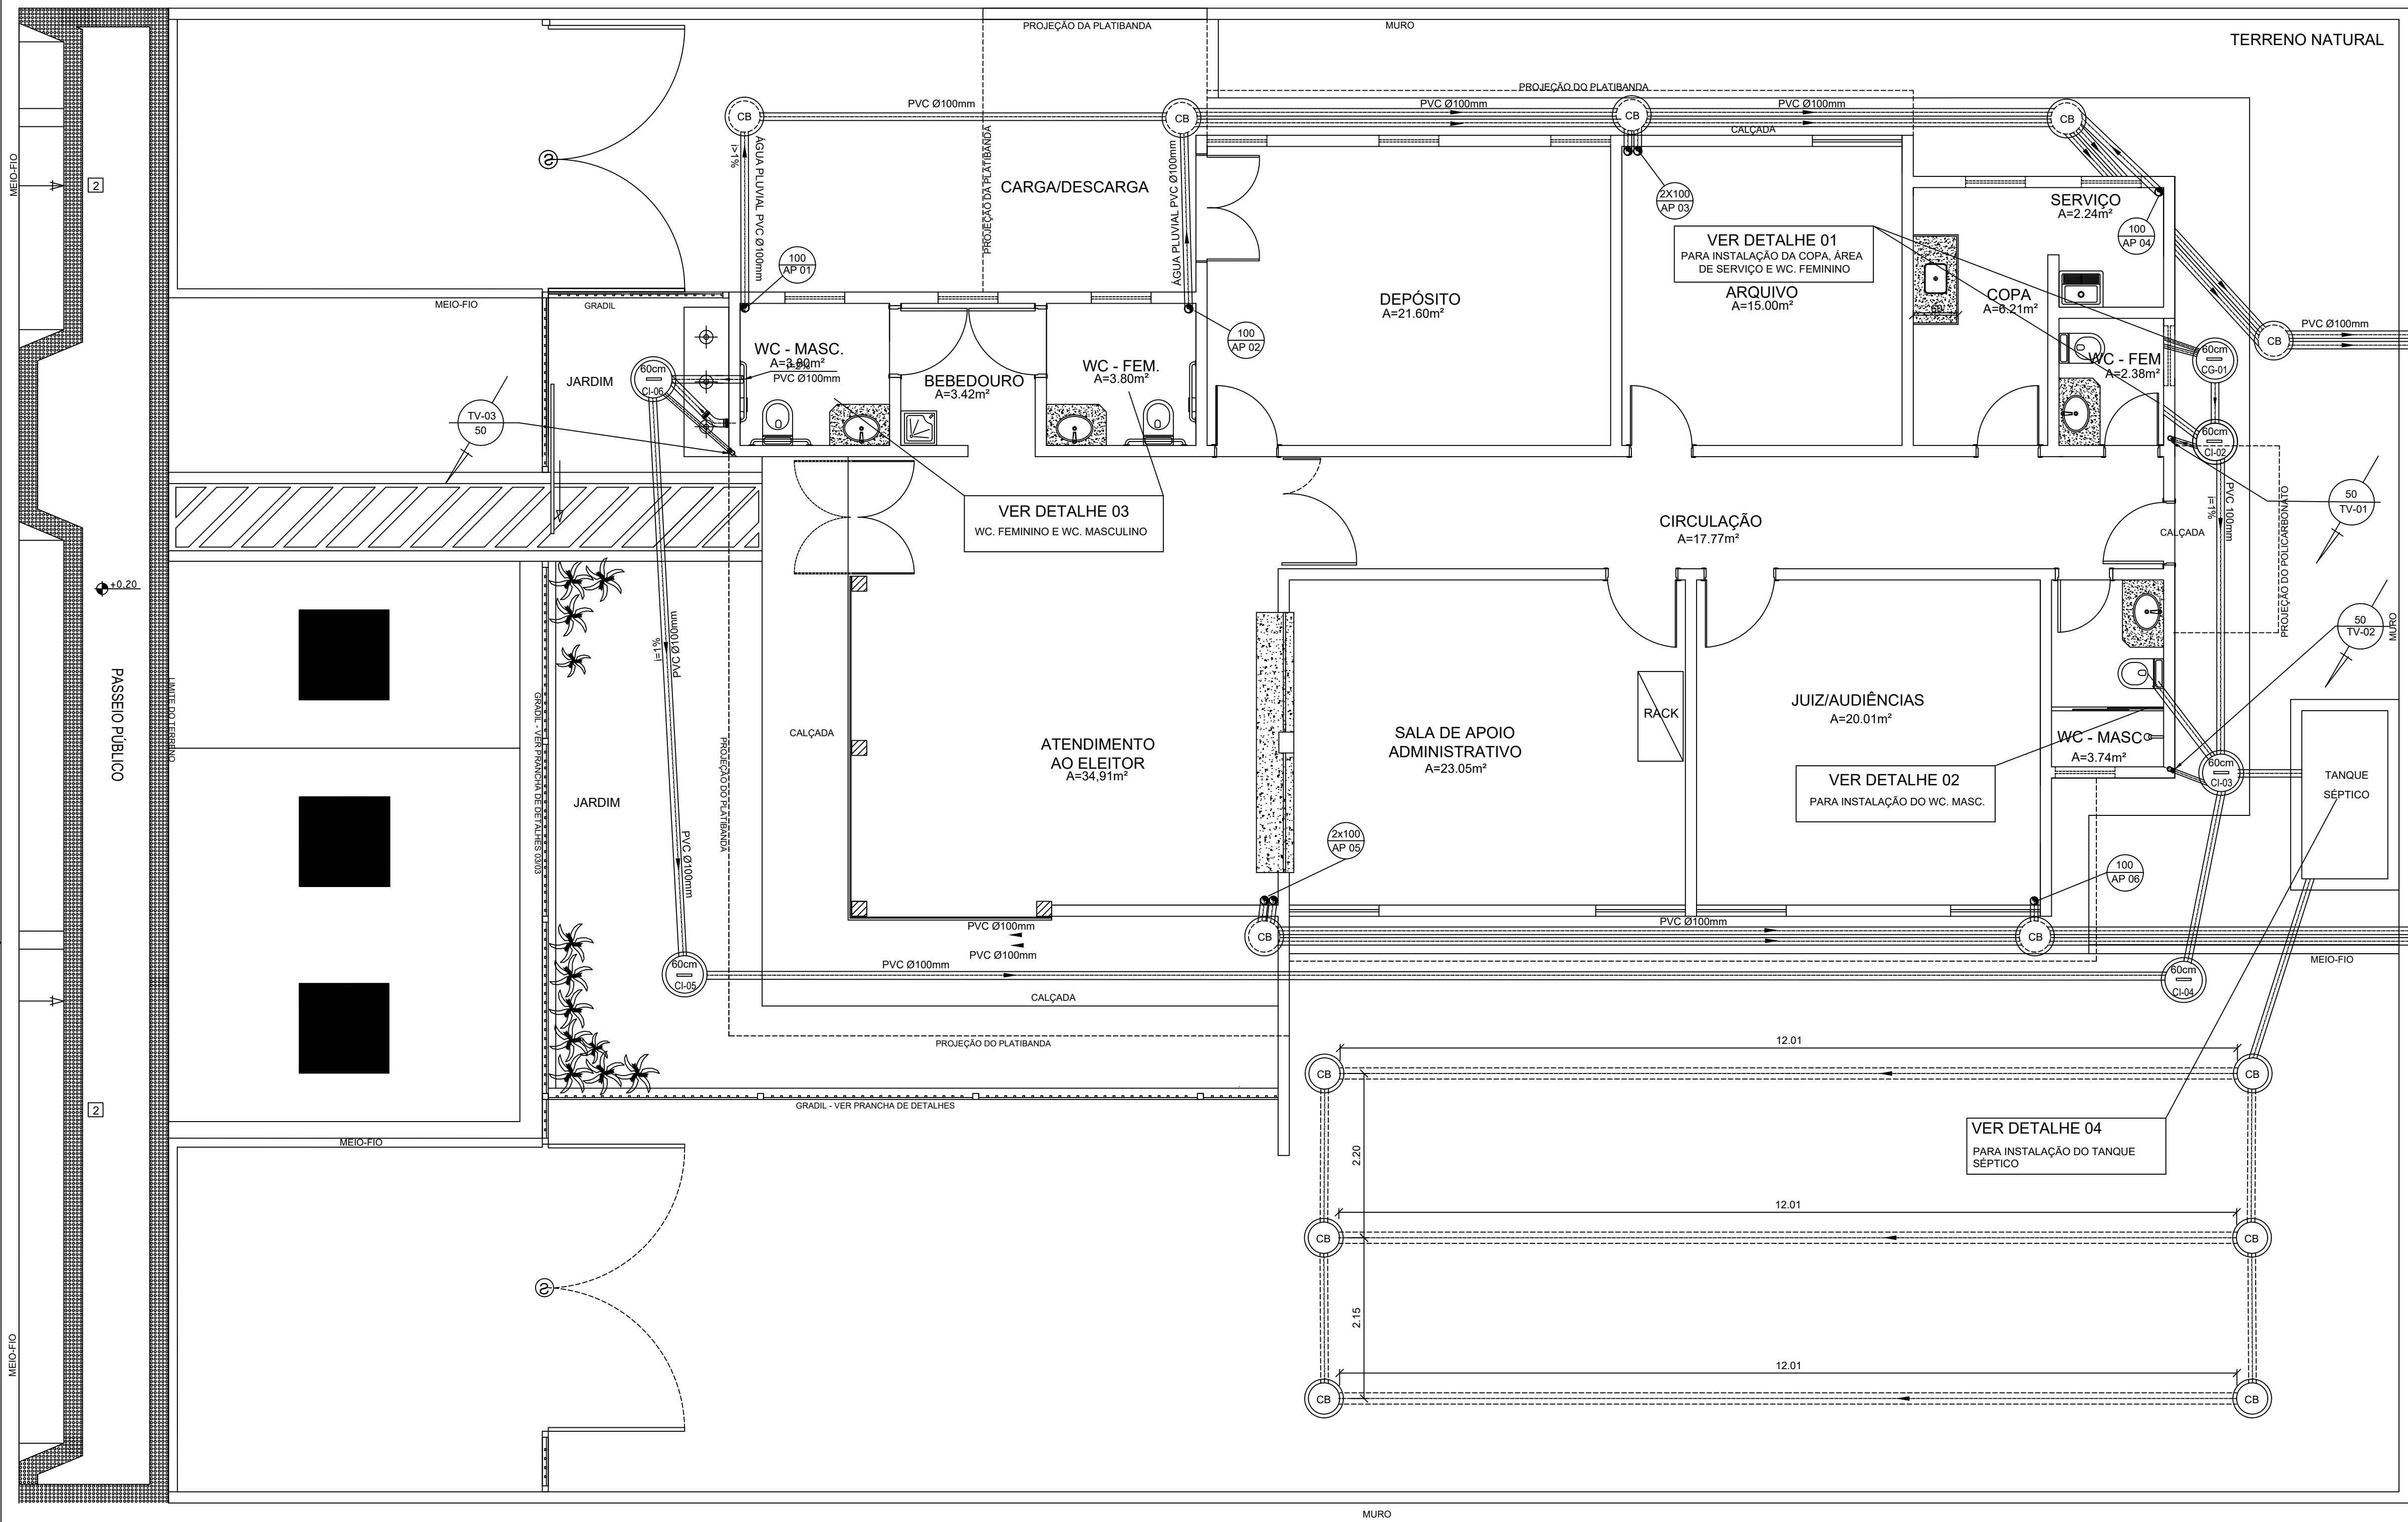 PROJEÇÃO DA PLATIBANDA
MURO
TERRENO NATURAL
PROJEÇÃO DO PLATIBANDA
CB
PVC Ø100mm
CB
PVC Ø100mm
CB
PVC Ø100mm
CB
CALÇADA
MEIO-FIO
2
i>1%
ÁGUA PLUVIAL PVC Ø100mm
PROJEÇÃO DA PLATIBANDA
CARGA/DESCARGA
ÁGUA PLUVIAL PVC Ø100mm
2X100
AP 03
SERVIÇO
A=2.24m²
100
AP 04
VER DETALHE 01
PARA INSTALAÇÃO DA COPA, ÁREA
DE SERVIÇO E WC. FEMININO
100
AP 01
MEIO-FIO
GRADIL
DEPÓSITO
A=21.60m²
ARQUIVO
A=15.00m²
COPA
A=6.21m²
100
AP 02
PVC Ø100mm
CB
WC - MASC.
A=3.80m²
PVC Ø100mm
60cm
CI-06
JARDIM
BEBEDOURO
A=3.42m²
WC - FEM.
A=3.80m²
WC - FEM
A=2.38m²
60cm
CG-01
TV-03
50
60cm
CI-02
VER DETALHE 03
WC. FEMININO E WC. MASCULINO
CIRCULAÇÃO
A=17.77m²
PVC 100mm
i=1%
CALÇADA
50
TV-01
PROJEÇÃO DO POLICARBONATO
+0,20
50
TV-02
MURO
PASSEIO PÚBLICO
LIMITE DO TERRENO
GRADIL - VER PRANCHA DE DETALHES 03/03
i=1%
PVC Ø100mm
PVC Ø100mm
PROJEÇÃO DO PLATIBANDA
CALÇADA
JARDIM
ATENDIMENTO
AO ELEITOR
A=34,91m²
SALA DE APOIO
ADMINISTRATIVO
A=23.05m²
RACK
JUIZ/AUDIÊNCIAS
A=20.01m²
WC - MASC
A=3.74m²
VER DETALHE 02
PARA INSTALAÇÃO DO WC. MASC.
60cm
CI-03
TANQUE
SÉPTICO
2x100
AP 05
100
AP 06
PVC Ø100mm
PVC Ø100mm
CB
PVC Ø100mm
CB
60cm
CI-05
PVC Ø100mm
60cm
CI-04
MEIO-FIO
CALÇADA
PROJEÇÃO DO PLATIBANDA
12.01
CB
CB
GRADIL - VER PRANCHA DE DETALHES
2
MEIO-FIO
2.20
VER DETALHE 04
PARA INSTALAÇÃO DO TANQUE
SÉPTICO
12.01
CB
CB
2.15
MEIO-FIO
12.01
CB
CB
MURO